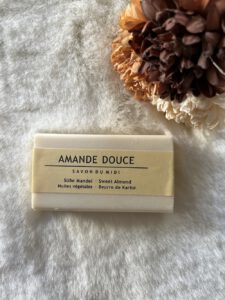 AMANDE DOUCE
SAVON DU MIDI
Süße Mandel · Sweet Almond
Huiles végétales · Beurre de Karité